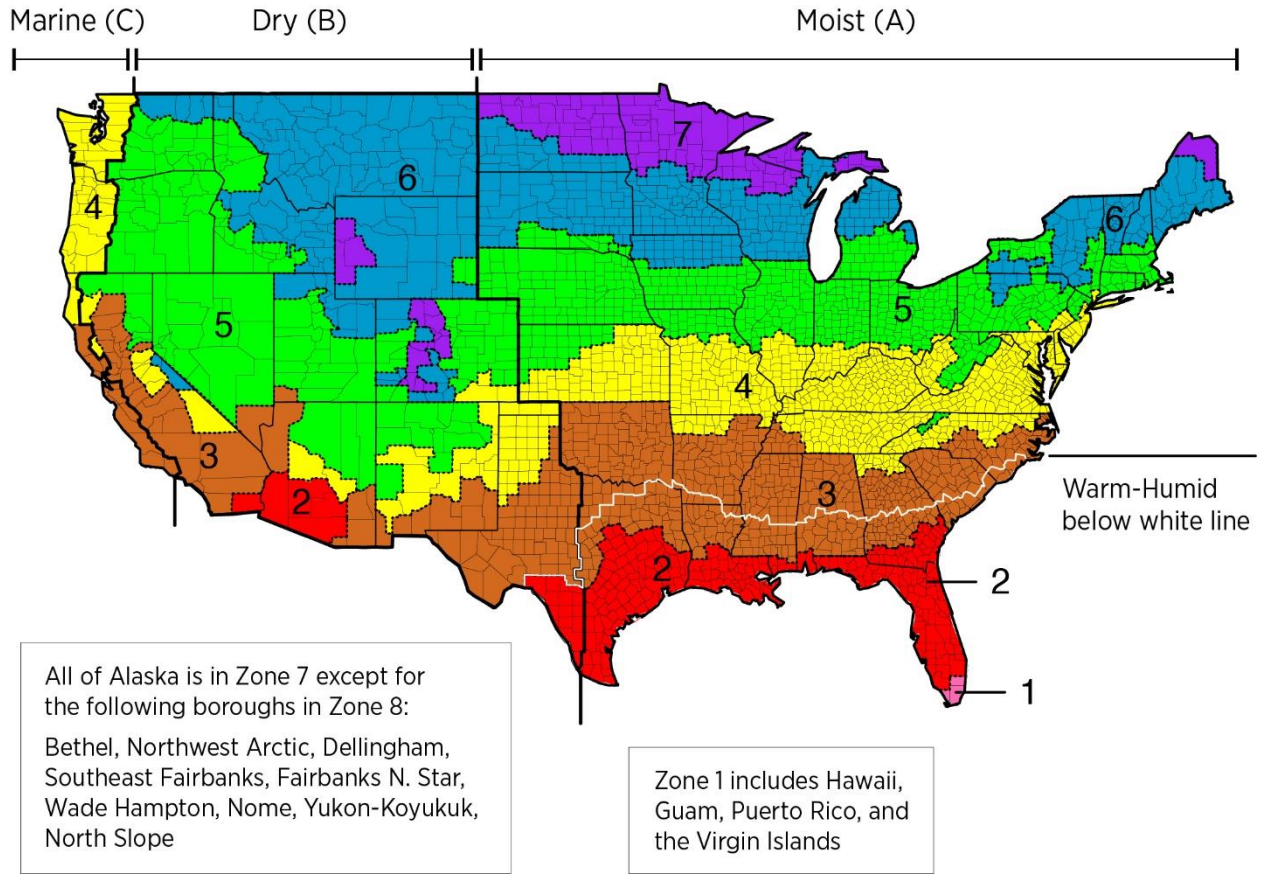 Marine (C)
Dry (B)
Moist (A)
7
6
4
6
5
5
4
3
3
Warm-Humid
below white line
2
2
2
1
All of Alaska is in Zone 7 except for
the following boroughs in Zone 8:
Bethel, Northwest Arctic, Dellingham,
Southeast Fairbanks, Fairbanks N. Star,
Wade Hampton, Nome, Yukon-Koyukuk,
North Slope
Zone 1 includes Hawaii,
Guam, Puerto Rico, and
the Virgin Islands